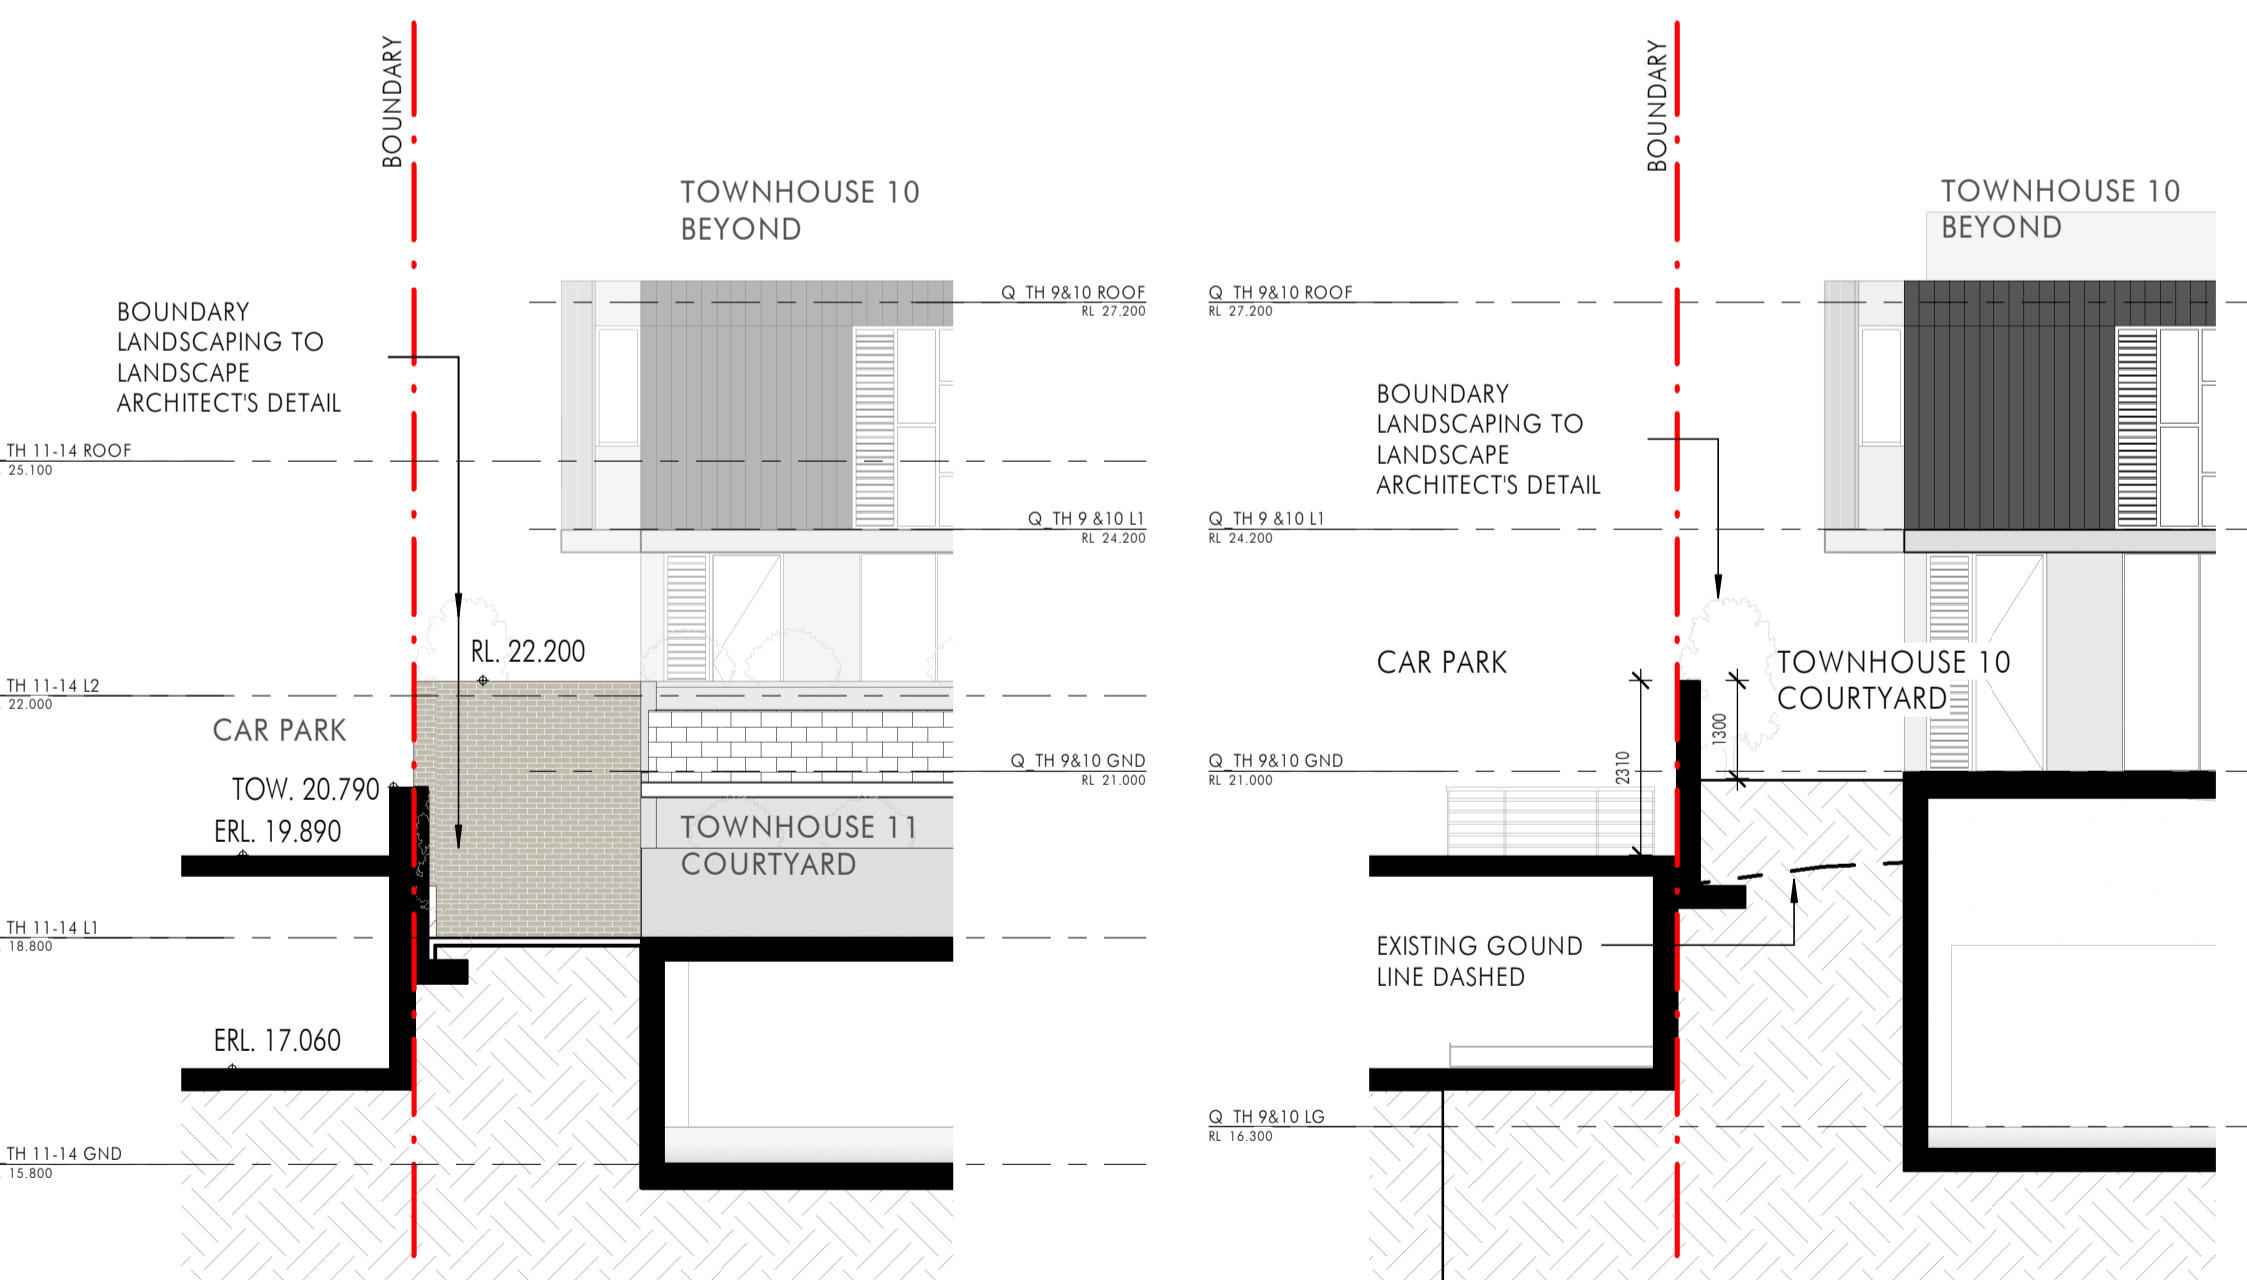 BOUNDARY
TOWNHOUSE 10
BEYOND
BOUNDARY
LANDSCAPING TO
LANDSCAPE
ARCHITECT'S DETAIL
Q_TH 9&10 ROOF
RL 27.200
TH 11-14 ROOF
25.100
Q_TH 9 &10 L1
RL 24.200
RL. 22.200
TH 11-14 L2
22.000
CAR PARK
Q_TH 9&10 GND
RL 21.000
TOW. 20.790
ERL. 19.890
TOWNHOUSE 11
COURTYARD
TH 11-14 L1
18.800
ERL. 17.060
TH 11-14 GND
15.800
BOUNDARY
TOWNHOUSE 10
BEYOND
Q_TH 9&10 ROOF
RL 27.200
BOUNDARY
LANDSCAPING TO
LANDSCAPE
ARCHITECT'S DETAIL
Q_TH 9 &10 L1
RL 24.200
CAR PARK
TOWNHOUSE 10
COURTYARD
1300
2310
Q_TH 9&10 GND
RL 21.000
EXISTING GOUND
LINE DASHED
Q_TH 9&10 LG
RL 16.300